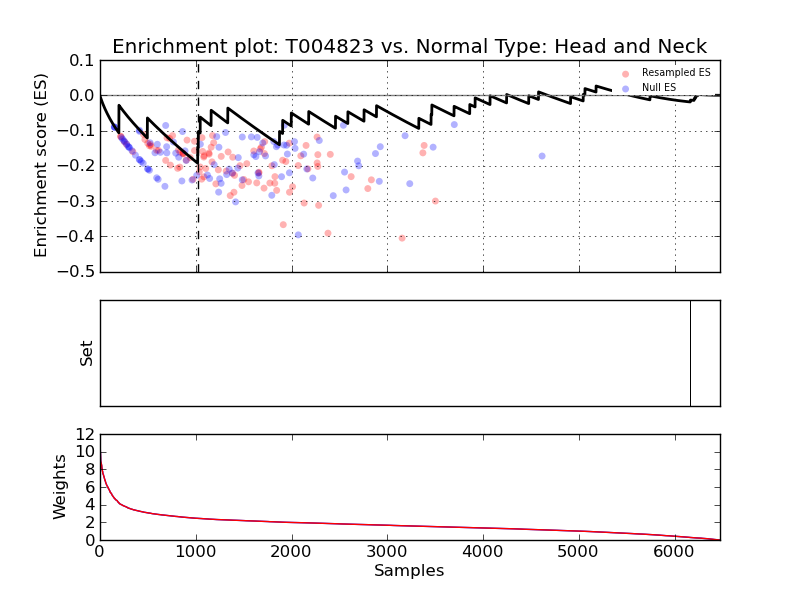 Enrichment plot: T004823 vs. Normal Type: Head and Neck
Enrichment score (ES)
0.1
0.0
−0.1
−0.2
−0.3
−0.4
−0.5
Resampled ES
Null ES
Set
Weights
12
10
8
6
4
2
0
0 1000 2000 3000 4000 5000 6000
Samples